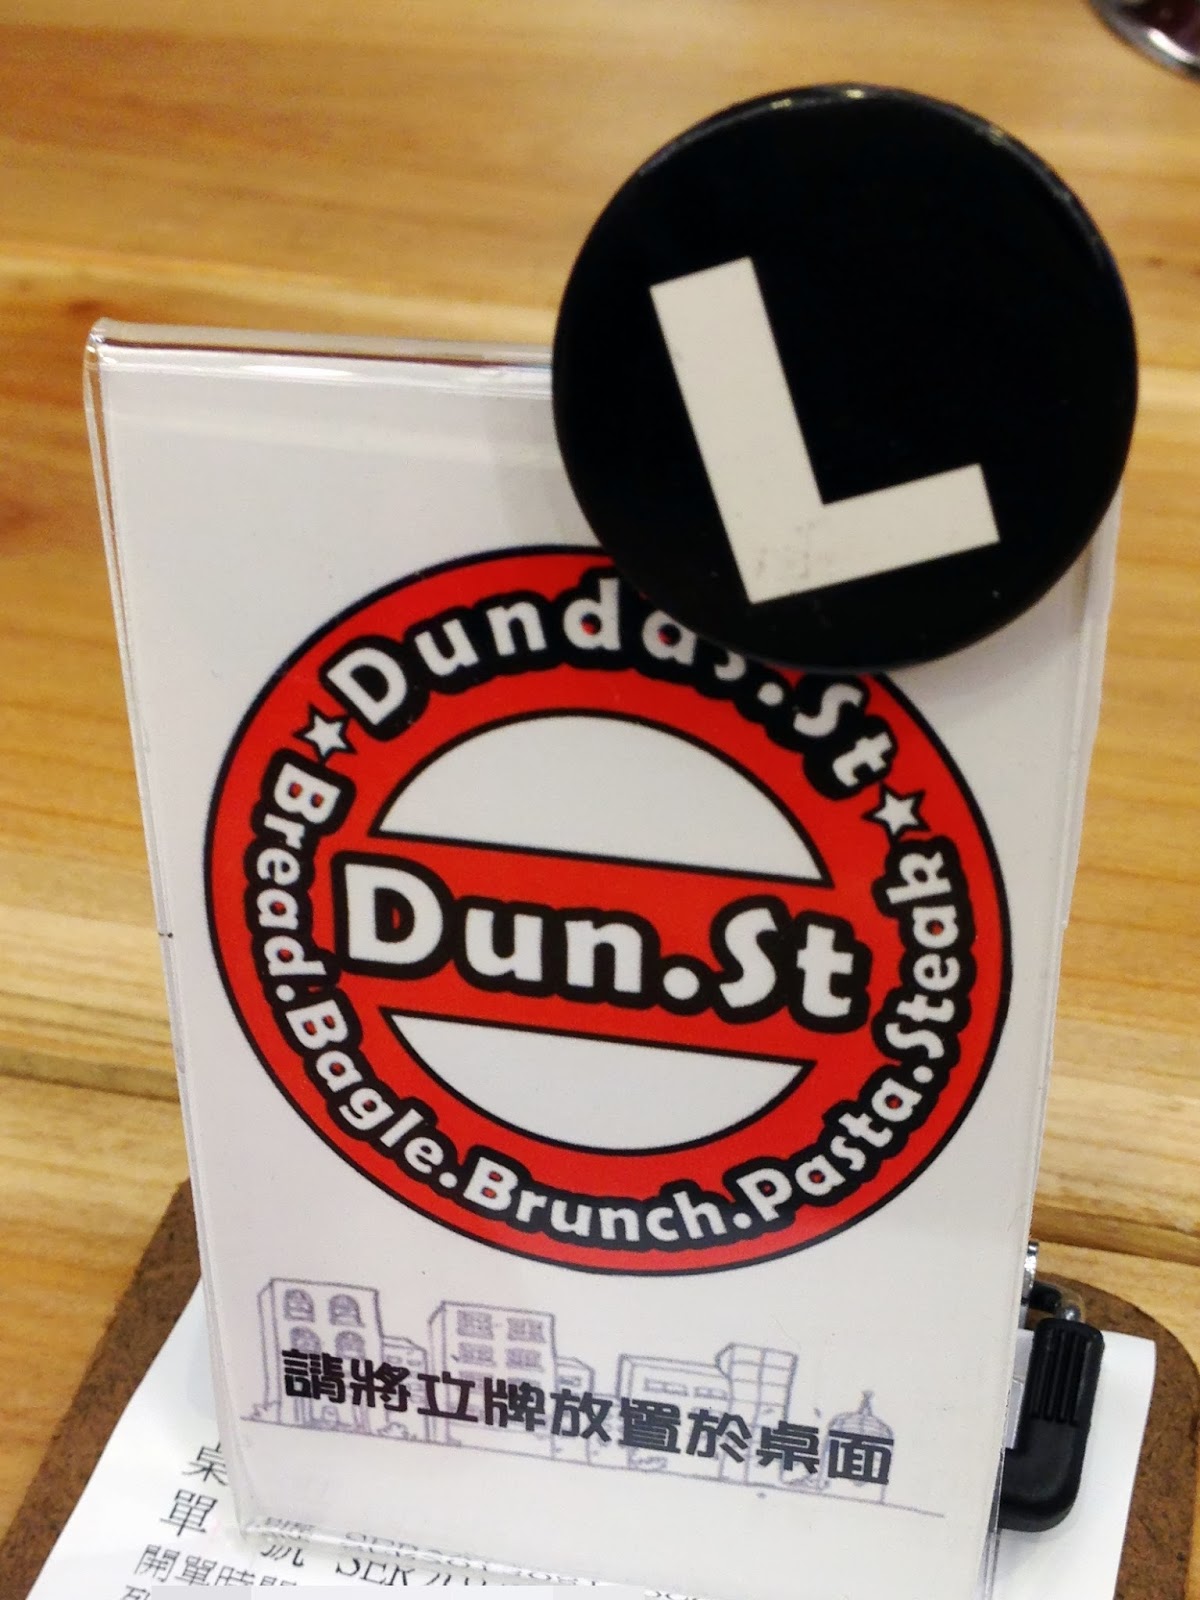 L
Dundas.St
Dun.St
Bread.Bagle.Brunch.Pasta.Steak
請將立牌放置於桌面
桌
單 號
開單時間